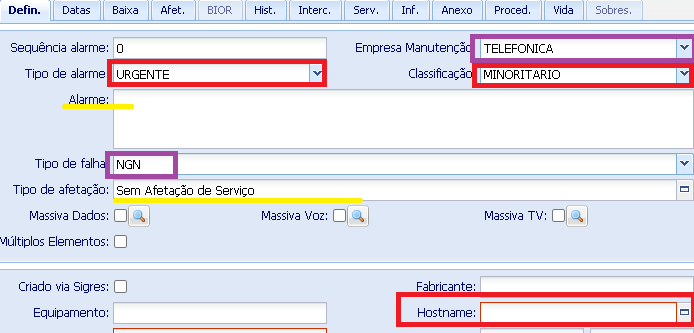 Defin. Datas Baixa Afet. BIOR Hist. Interc. Serv. Inf. Anexo Proced. Vida Sobres.
Sequência alarme: 0 Empresa Manutenção: TELEFONICA
Tipo de alarme: URGENTE Classificação: MINORITARIO
Alarme:
Tipo de falha: NGN
Tipo de afetação: Sem Afetação de Serviço
Massiva Dados: Massiva Voz: Massiva TV:
Múltiplos Elementos:
Criado via Sigres: Fabricante:
Equipamento: Hostname: